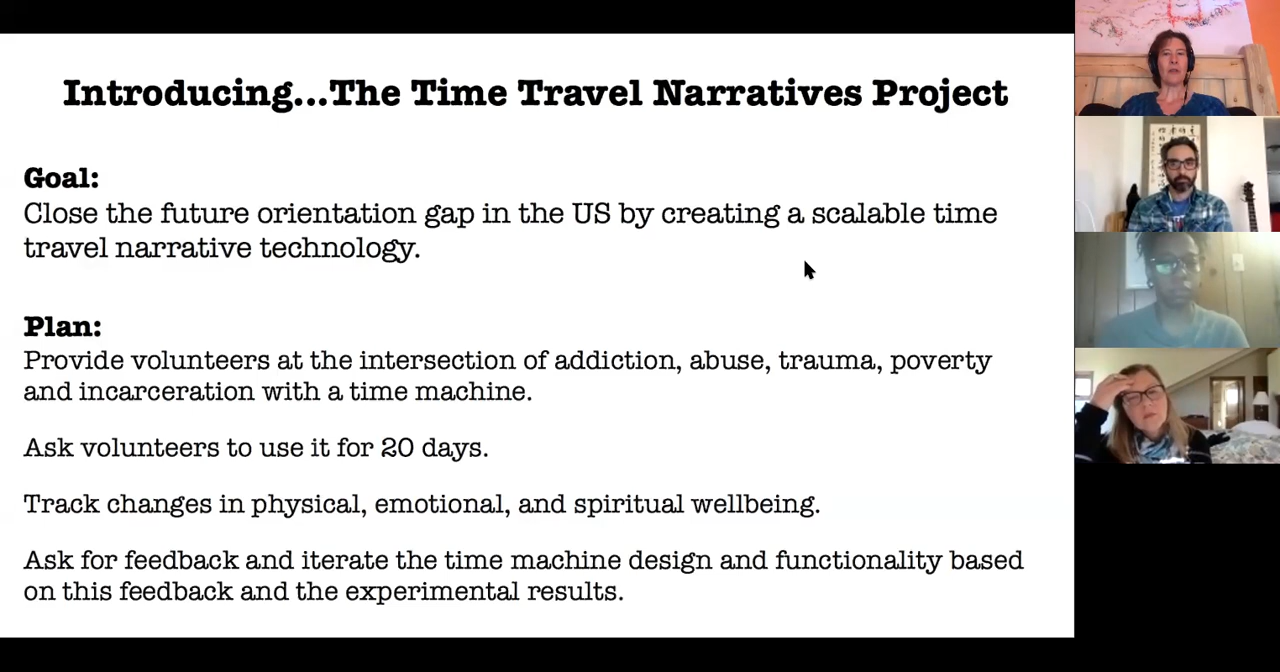 Introducing...The Time Travel Narratives Project
Goal:
Close the future orientation gap in the US by creating a scalable time
travel narrative technology.
Plan:
Provide volunteers at the intersection of addiction, abuse, trauma, poverty
and incarceration with a time machine.
Ask volunteers to use it for 20 days.
Track changes in physical, emotional, and spiritual wellbeing.
Ask for feedback and iterate the time machine design and functionality based
on this feedback and the experimental results.